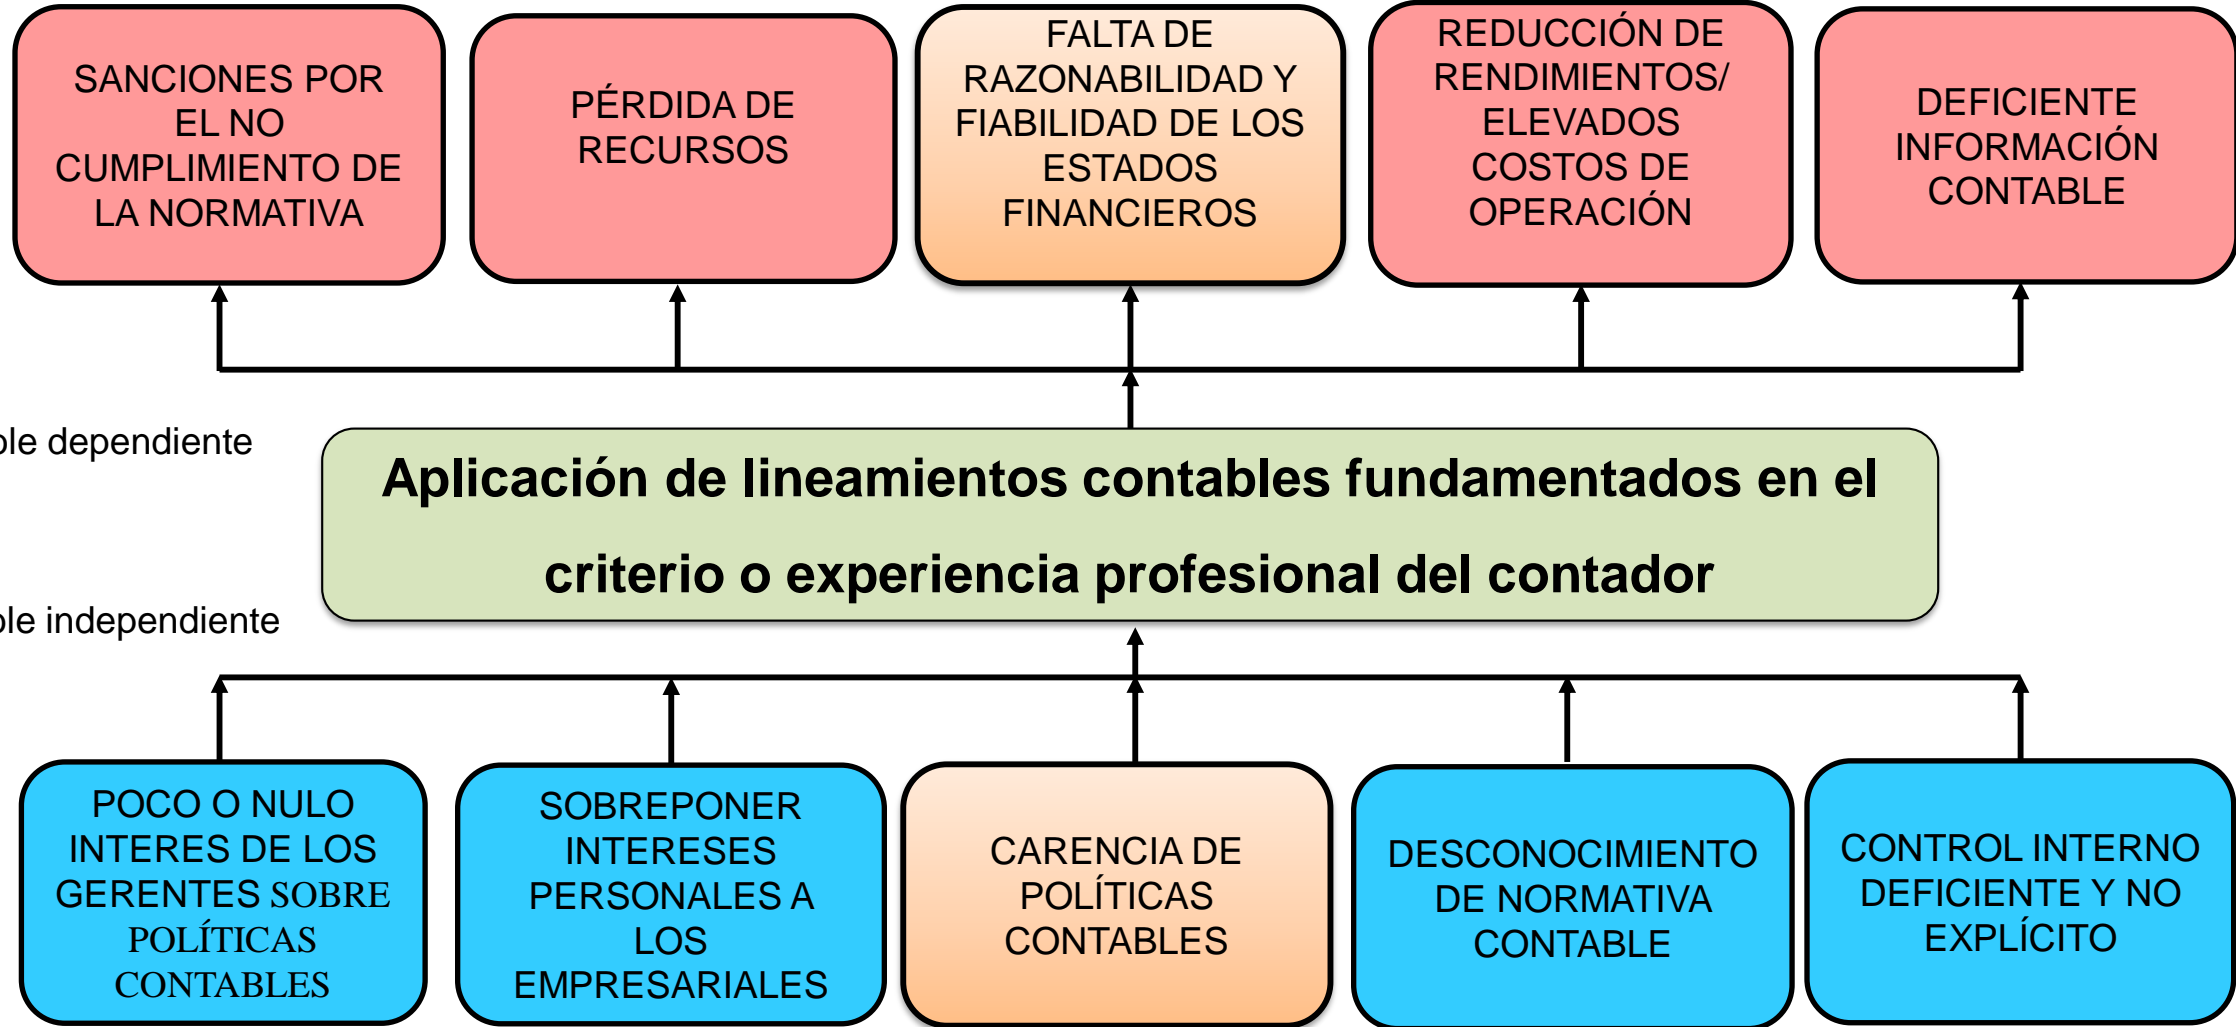 SANCIONES POR
EL NO
CUMPLIMIENTO DE
LA NORMATIVA
PÉRDIDA DE
RECURSOS
FALTA DE
RAZONABILIDAD Y
FIABILIDAD DE LOS
ESTADOS
FINANCIEROS
REDUCCIÓN DE
RENDIMIENTOS/
ELEVADOS
COSTOS DE
OPERACIÓN
DEFICIENTE
INFORMACIÓN
CONTABLE
dependiente
Aplicación de lineamientos contables fundamentados en el
criterio o experiencia profesional del contador
independiente
POCO O NULO
INTERES DE LOS
GERENTES SOBRE
POLÍTICAS
CONTABLES
SOBREPONER
INTERESES
PERSONALES A
LOS
EMPRESARIALES
CARENCIA DE
POLÍTICAS
CONTABLES
DESCONOCIMIENTO
DE NORMATIVA
CONTABLE
CONTROL INTERNO
DEFICIENTE Y NO
EXPLÍCITO